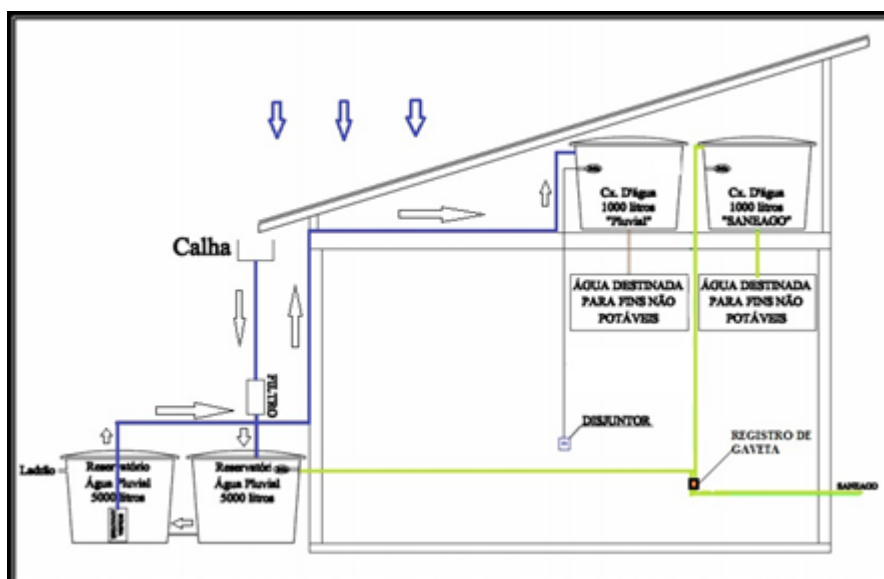 Cx. D'água
1000 litros
"Pluvial"
Cx. D'água
1000 litros
"SANEAGO"
Calha
ÁGUA DESTINADA
PARA FINS NÃO
POTÁVEIS
ÁGUA DESTINADA
PARA FINS NÃO
POTÁVEIS
FILTRO
DISJUNTOR
REGISTRO DE
GAVETA
Ladrão
Reservatório
Água Pluvial
5000 litros
Reservatóri
Água Pluvial
5000 litros
SANEAGO